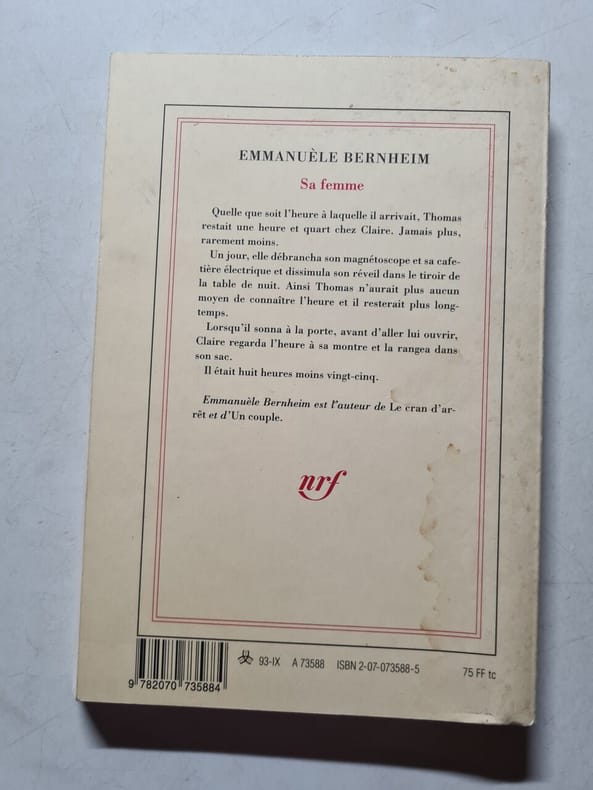 EMMANUÈLE BERNHEIM
Sa femme
Quelle que soit l'heure à laquelle il arrivait, Thomas
restait une heure et quart chez Claire. Jamais plus,
rarement moins.
Un jour, elle débrancha son magnétoscope et sa cafe-
tière électrique et dissimula son réveil dans le tiroir de
la table de nuit. Ainsi Thomas n'aurait plus aucun
moyen de connaître l'heure et il resterait plus long-
temps.
Lorsqu'il sonna à la porte, avant d'aller lui ouvrir,
Claire regarda l'heure à sa montre et la rangea dans
son sac.
Il était huit heures moins vingt-cinq.
Emmanuèle Bernheim est l'auteur de Le cran d'ar-
rêt et d'Un couple.
nrf
93-IX A 73588 ISBN 2-07-073588-5 75 FF tc
9 782070 735884